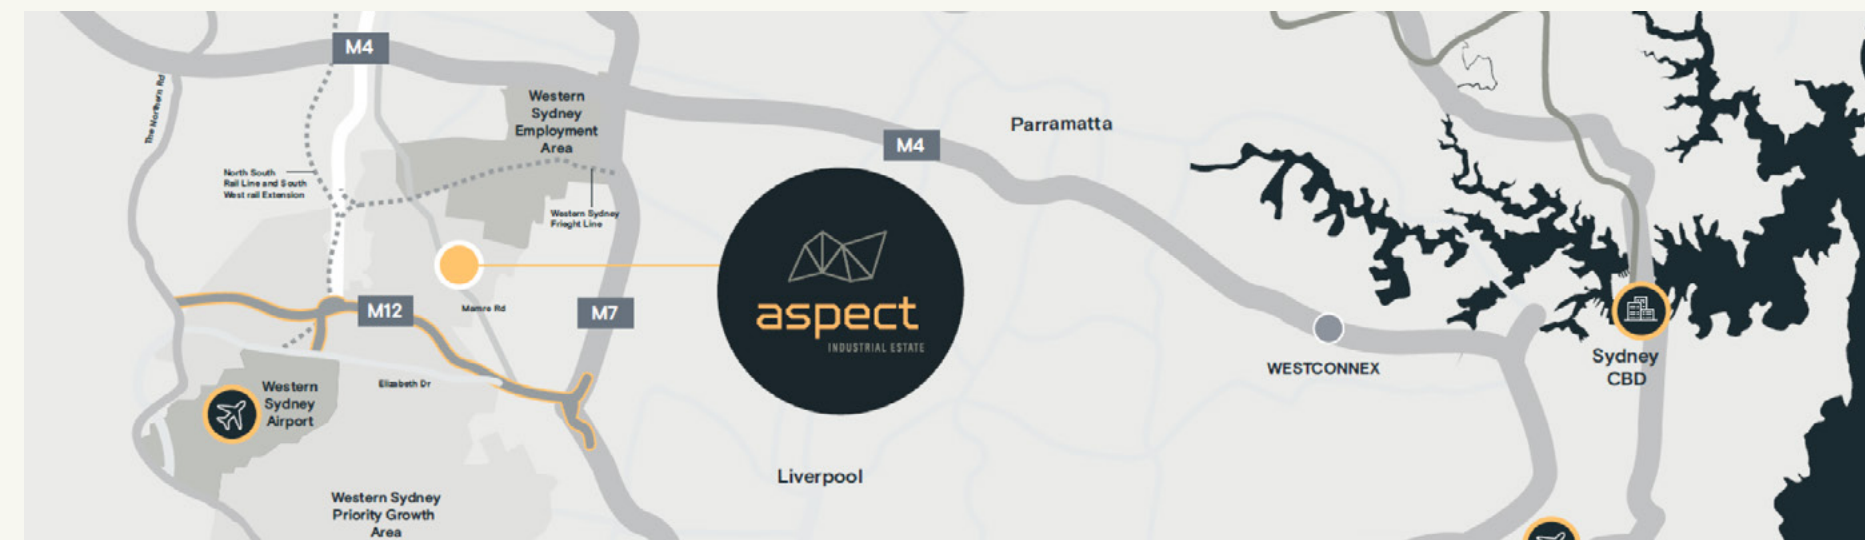 M4
The Northern Rd
Western
Sydney
Employment
Area
M4
Parramatta
North South
Rail Line and South
West rail Extension
Western Sydney
Frieght Line
aspect
INDUSTRIAL ESTATE
M12
Mamre Rd
M7
WESTCONNEX
Sydney
CBD
Elizabeth Dr
Western
Sydney
Airport
Liverpool
Western Sydney
Priority Growth
Area